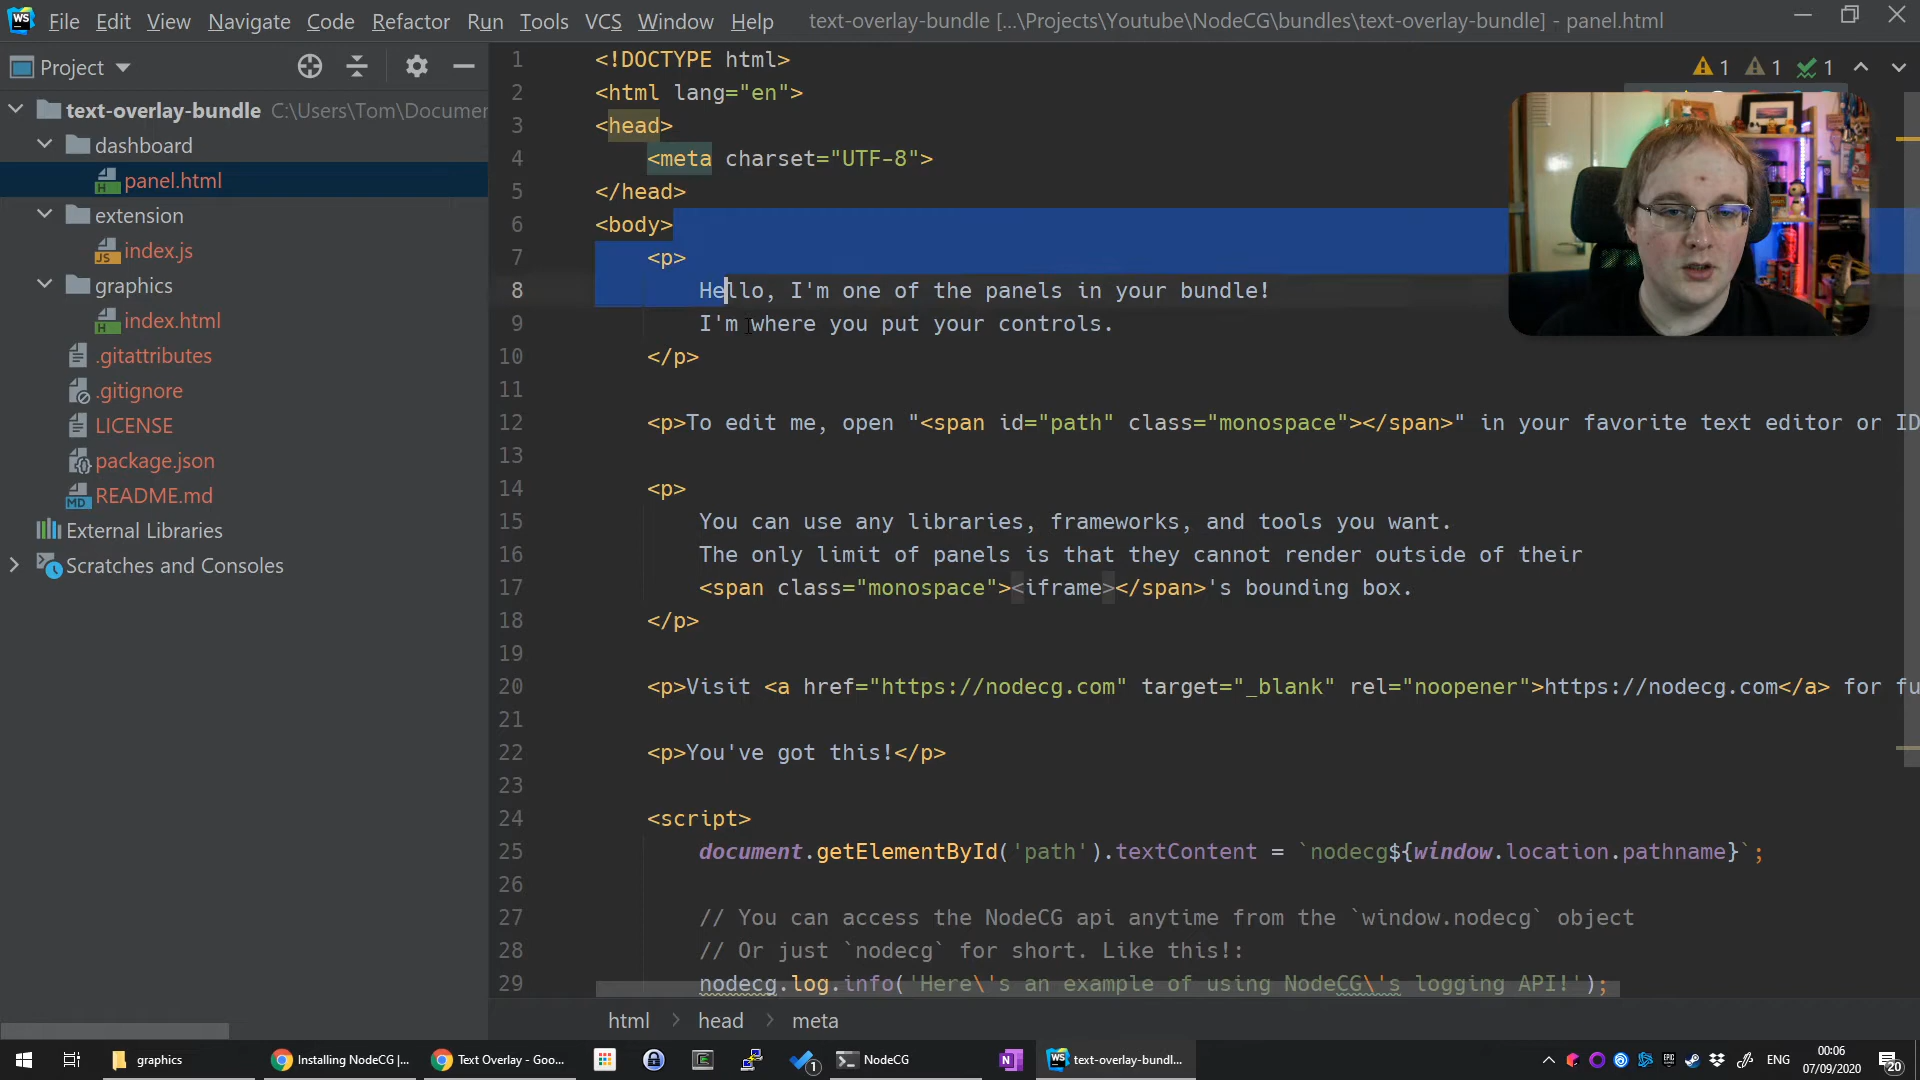 File Edit View Navigate Code Refactor Run Tools VCS Window Help text-overlay-bundle [...\Projects\Youtube\NodeCG\bundles\text-overlay-bundle] - panel.html
Project
text-overlay-bundle C:\Users\Tom\Documen
dashboard
panel.html
extension
index.js
graphics
index.html
.gitattributes
.gitignore
LICENSE
package.json
README.md
External Libraries
Scratches and Consoles
1 1 1
1 <!DOCTYPE html>
2 <html lang="en">
3 <head>
4 <meta charset="UTF-8">
5 </head>
6 <body>
7 <p>
8 Hello, I'm one of the panels in your bundle!
9 I'm where you put your controls.
10 </p>
11
12 <p>To edit me, open "<span id="path" class="monospace"></span>" in your favorite text editor or ID
13
14 <p>
15 You can use any libraries, frameworks, and tools you want.
16 The only limit of panels is that they cannot render outside of their
17 <span class="monospace"><iframe></span>'s bounding box.
18 </p>
19
20 <p>Visit <a href="https://nodecg.com" target="_blank" rel="noopener">https://nodecg.com</a> for fu
21
22 <p>You've got this!</p>
23
24 <script>
25 document.getElementById('path').textContent = `nodecg${window.location.pathname}`;
26
27 // You can access the NodeCG api anytime from the `window.nodecg` object
28 // Or just `nodecg` for short. Like this!:
29 nodecg.log.info('Here\'s an example of using NodeCG\'s logging API!');
html > head > meta
graphics
Installing NodeCG |...
Text Overlay - Goo...
NodeCG
text-overlay-bundl...
ENG
00:06
07/09/2020
20